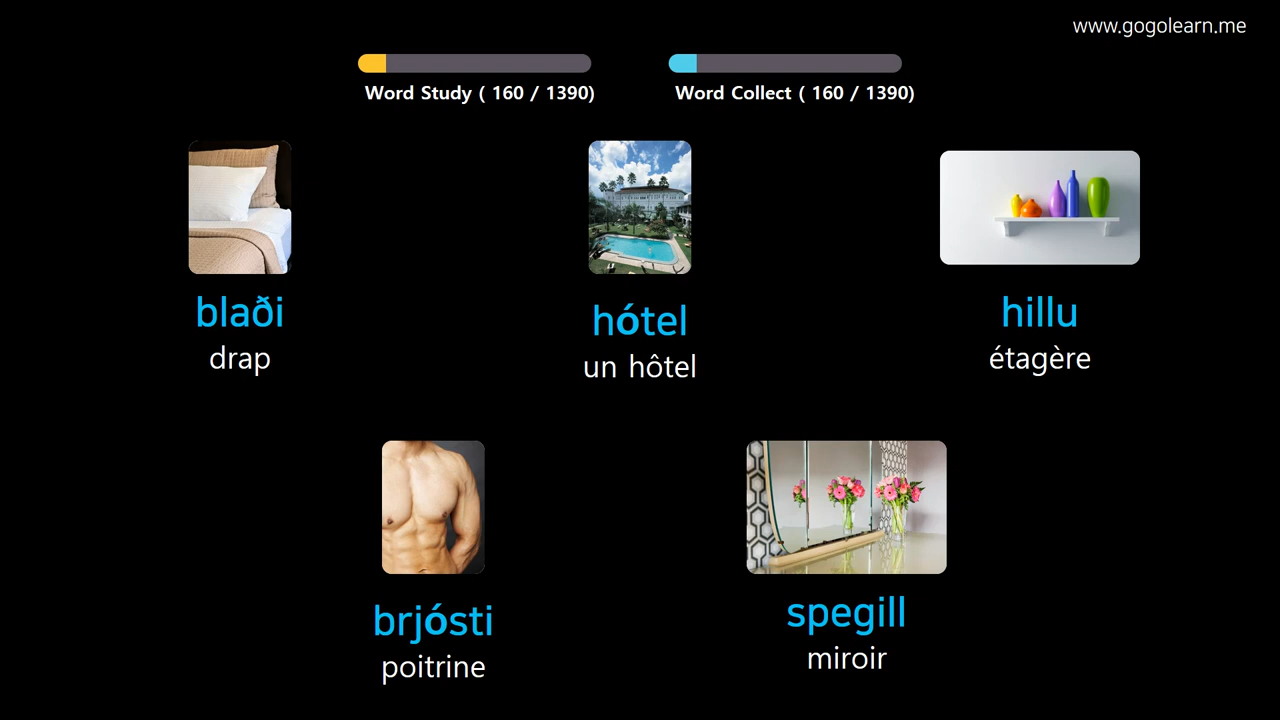 www.gogolearn.me
Word Study ( 160 / 1390)
Word Collect ( 160 / 1390)
blaði
drap
hótel
un hôtel
hillu
étagère
brjósti
poitrine
spegill
miroir